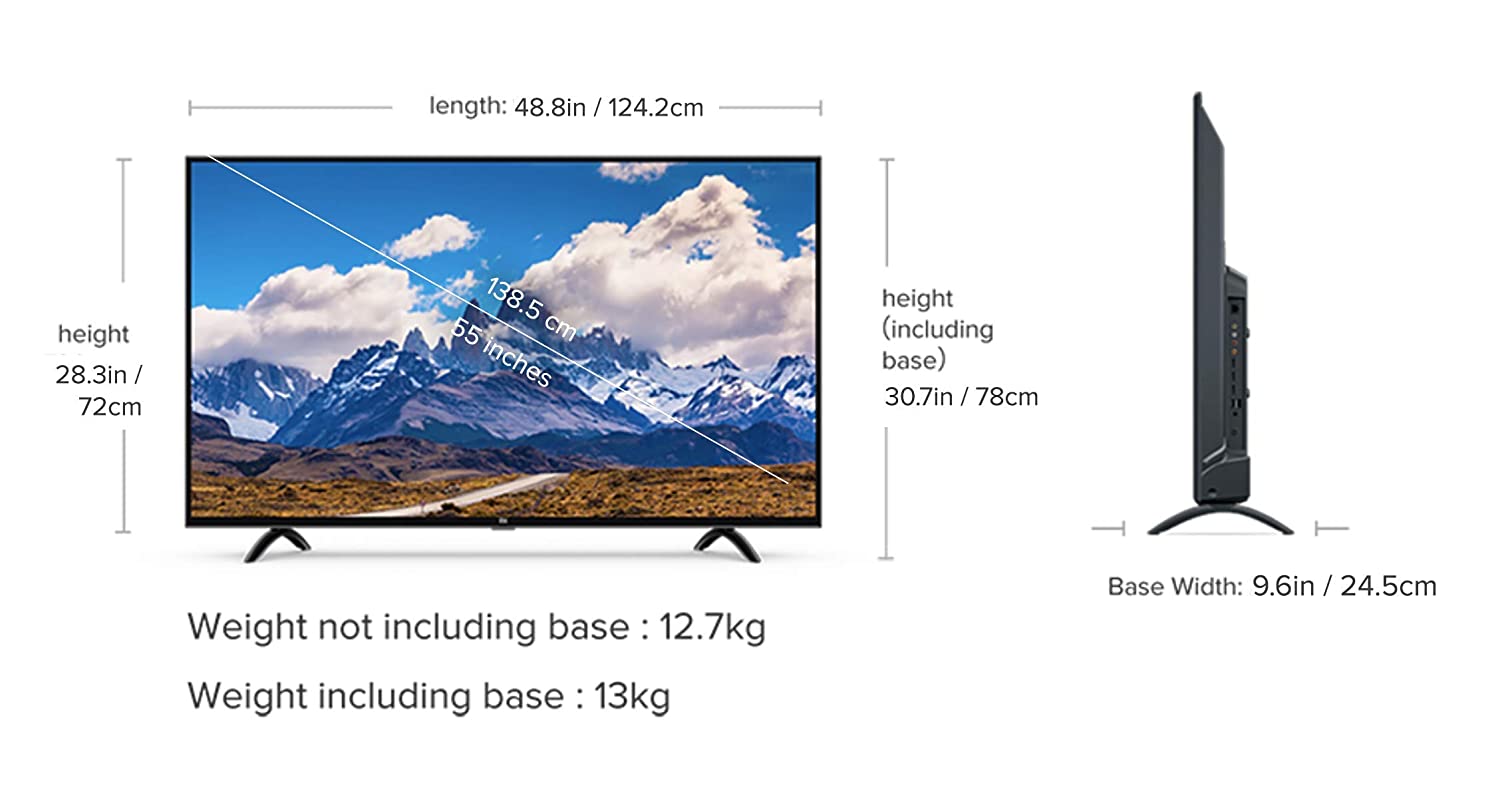 length: 48.8in / 124.2cm
138.5 cm
55 inches
height
28.3in /
72cm
height
(including
base)
30.7in / 78cm
Base Width: 9.6in / 24.5cm
Weight not including base : 12.7kg
Weight including base : 13kg